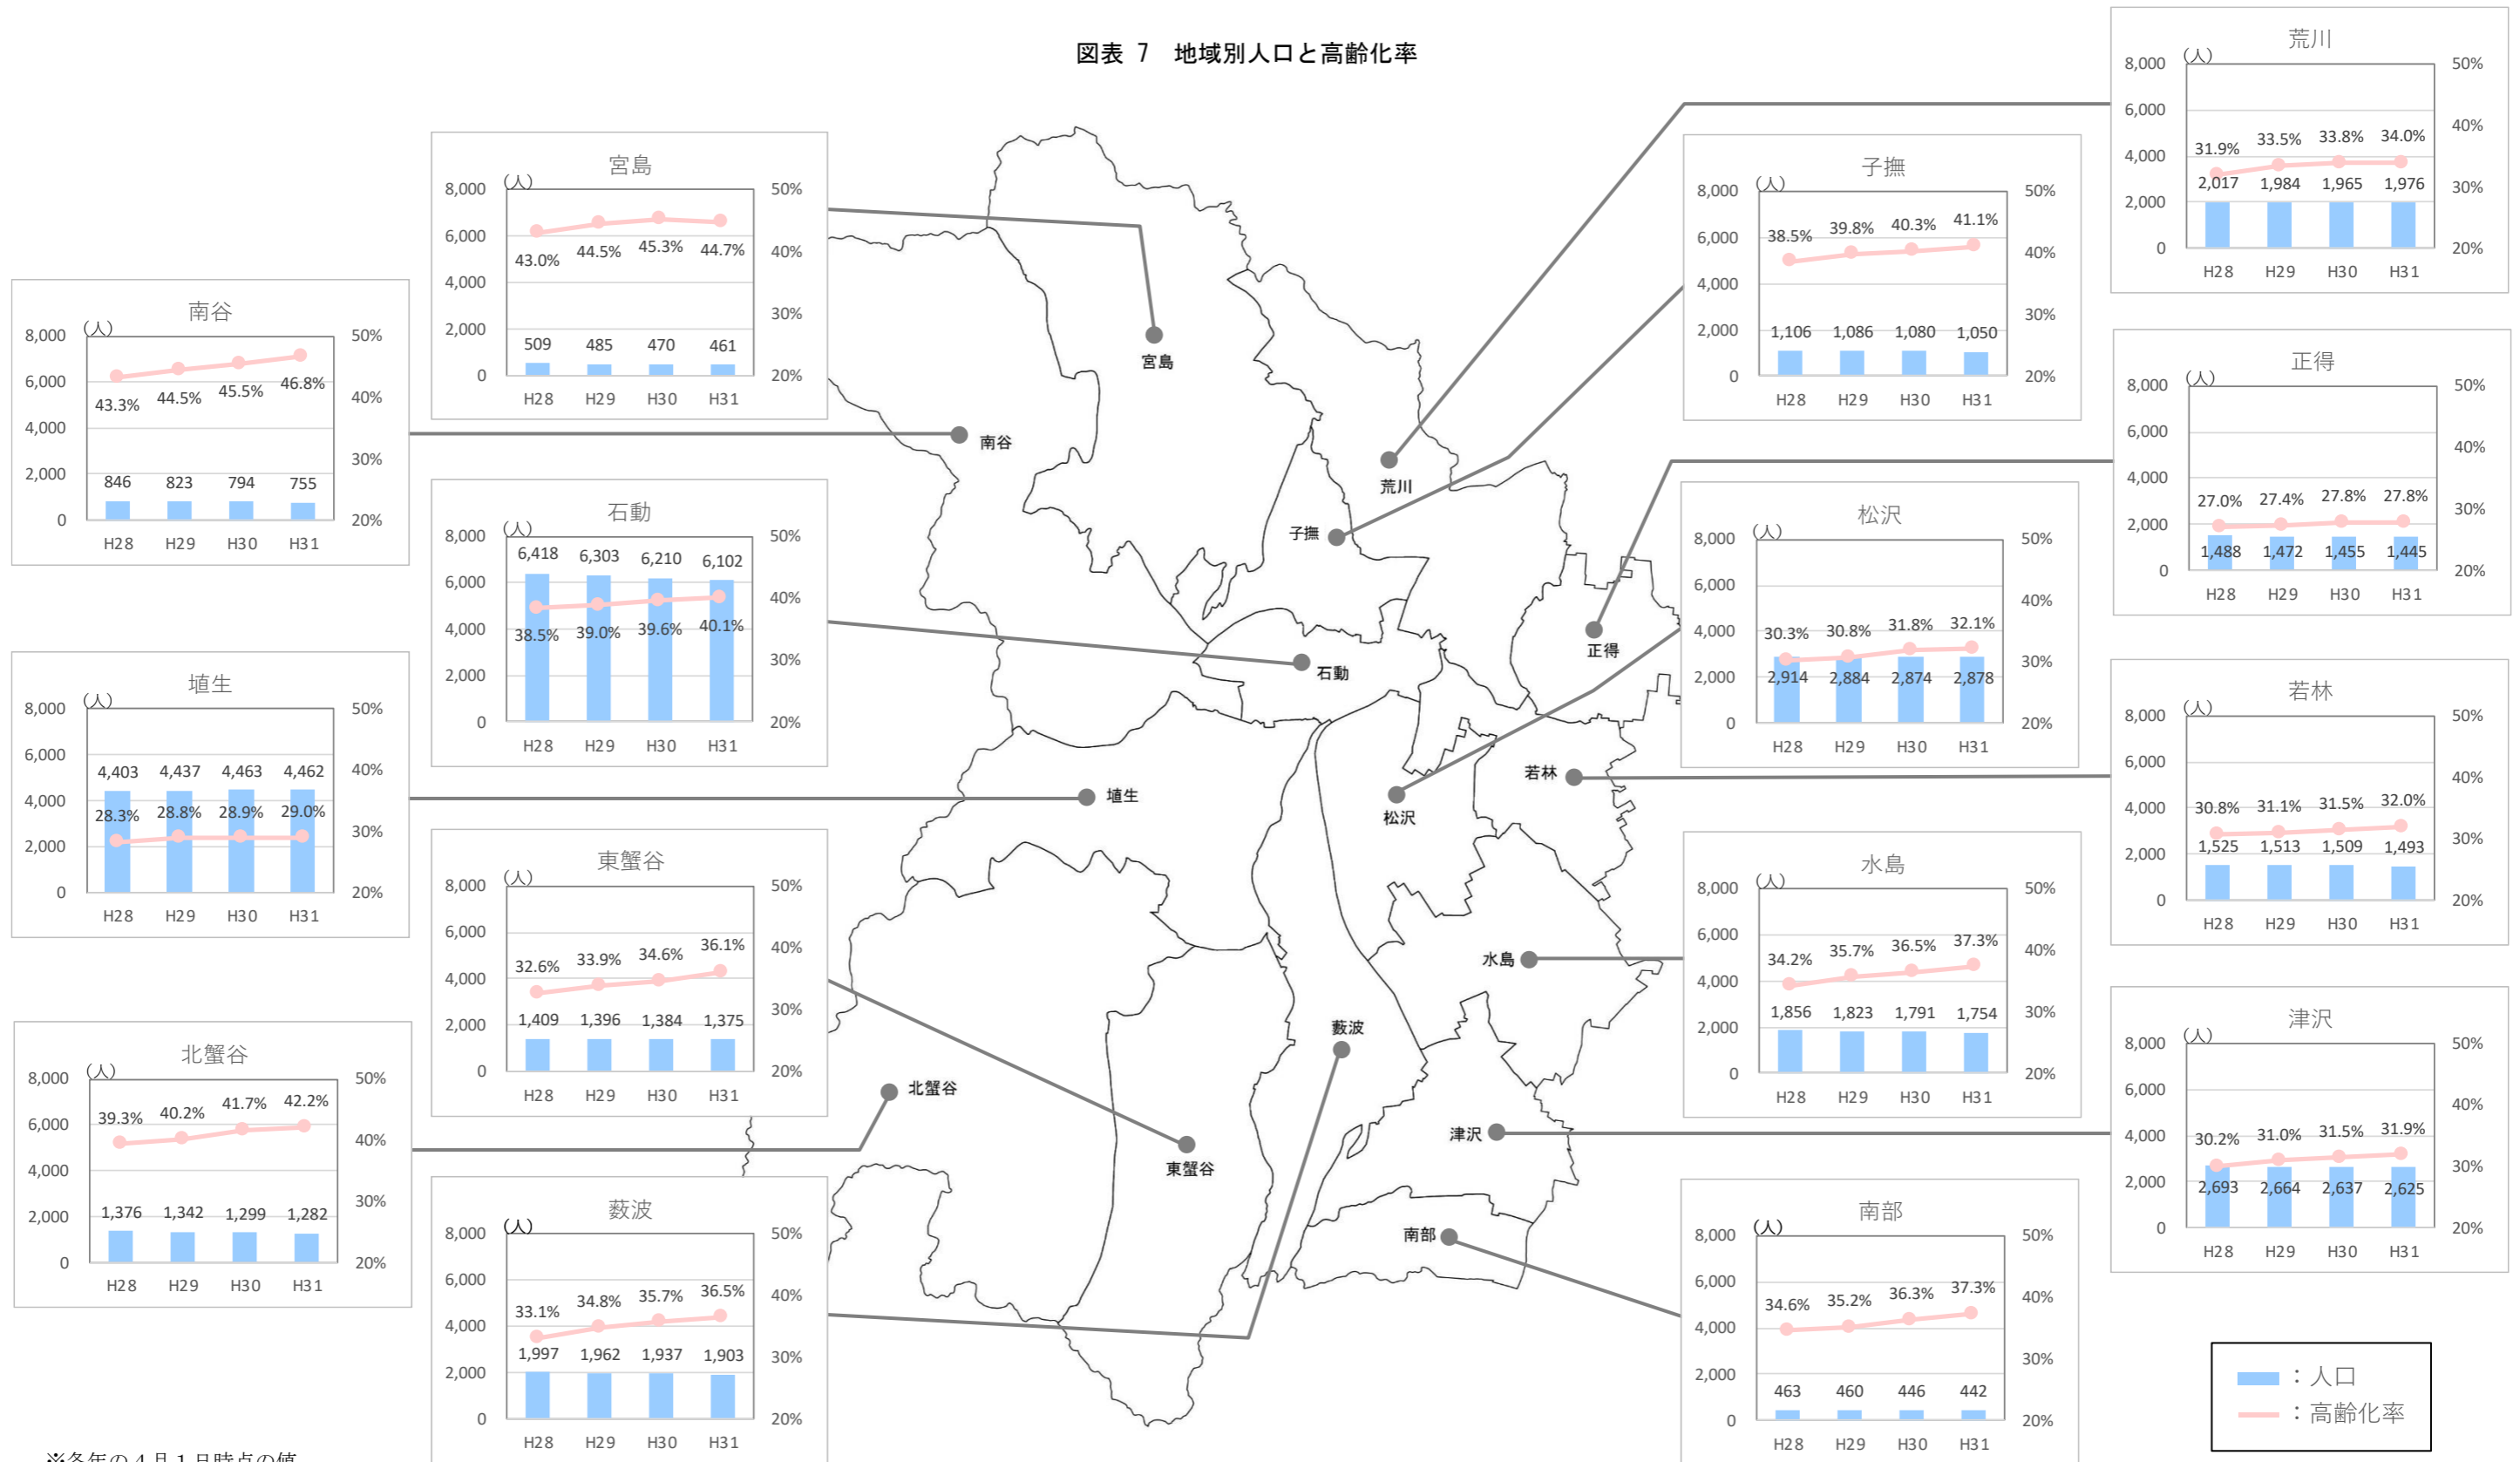 図表 7　地域別人口と高齢化率
南谷
(人)
8,000
6,000
4,000
2,000
0
50%
40%
30%
20%
43.3% 44.5% 45.5% 46.8%
846 823 794 755
H28 H29 H30 H31
埴生
(人)
8,000
6,000
4,000
2,000
0
50%
40%
30%
20%
4,403 4,437 4,463 4,462
28.3% 28.8% 28.9% 29.0%
H28 H29 H30 H31
北蟹谷
(人)
8,000
6,000
4,000
2,000
0
50%
40%
30%
20%
39.3% 40.2% 41.7% 42.2%
1,376 1,342 1,299 1,282
H28 H29 H30 H31
宮島
(人)
8,000
6,000
4,000
2,000
0
50%
40%
30%
20%
43.0% 44.5% 45.3% 44.7%
509 485 470 461
H28 H29 H30 H31
石動
(人)
8,000
6,000
4,000
2,000
0
50%
40%
30%
20%
6,418 6,303 6,210 6,102
38.5% 39.0% 39.6% 40.1%
H28 H29 H30 H31
東蟹谷
(人)
8,000
6,000
4,000
2,000
0
50%
40%
30%
20%
32.6% 33.9% 34.6% 36.1%
1,409 1,396 1,384 1,375
H28 H29 H30 H31
薮波
(人)
8,000
6,000
4,000
2,000
0
50%
40%
30%
20%
33.1% 34.8% 35.7% 36.5%
1,997 1,962 1,937 1,903
H28 H29 H30 H31
宮島
南谷
荒川
子撫
正得
石動
若林
埴生
松沢
水島
藪波
北蟹谷
津沢
東蟹谷
南部
子撫
(人)
8,000
6,000
4,000
2,000
0
50%
40%
30%
20%
38.5% 39.8% 40.3% 41.1%
1,106 1,086 1,080 1,050
H28 H29 H30 H31
松沢
(人)
8,000
6,000
4,000
2,000
0
50%
40%
30%
20%
30.3% 30.8% 31.8% 32.1%
2,914 2,884 2,874 2,878
H28 H29 H30 H31
水島
(人)
8,000
6,000
4,000
2,000
0
50%
40%
30%
20%
34.2% 35.7% 36.5% 37.3%
1,856 1,823 1,791 1,754
H28 H29 H30 H31
南部
(人)
8,000
6,000
4,000
2,000
0
50%
40%
30%
20%
34.6% 35.2% 36.3% 37.3%
463 460 446 442
H28 H29 H30 H31
荒川
(人)
8,000
6,000
4,000
2,000
0
50%
40%
30%
20%
31.9% 33.5% 33.8% 34.0%
2,017 1,984 1,965 1,976
H28 H29 H30 H31
正得
(人)
8,000
6,000
4,000
2,000
0
50%
40%
30%
20%
27.0% 27.4% 27.8% 27.8%
1,488 1,472 1,455 1,445
H28 H29 H30 H31
若林
(人)
8,000
6,000
4,000
2,000
0
50%
40%
30%
20%
30.8% 31.1% 31.5% 32.0%
1,525 1,513 1,509 1,493
H28 H29 H30 H31
津沢
(人)
8,000
6,000
4,000
2,000
0
50%
40%
30%
20%
30.2% 31.0% 31.5% 31.9%
2,693 2,664 2,637 2,625
H28 H29 H30 H31
：人口
：高齢化率
※各年の4月1日時点の値